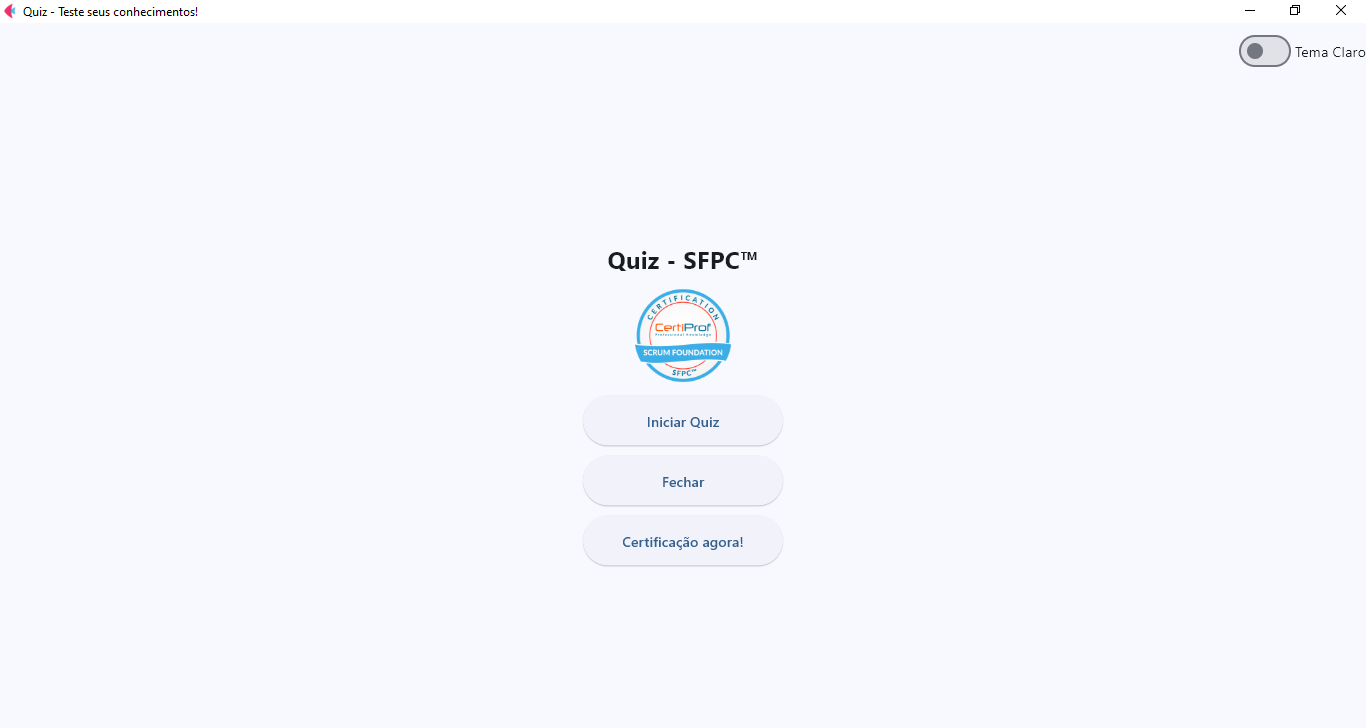 Quiz - Teste seus conhecimentos!
Tema Claro
Quiz - SFPC™
CERTIFICATION
CertiProf
Professional Knowledge
SCRUM FOUNDATION
SFPC™
Iniciar Quiz
Fechar
Certificação agora!